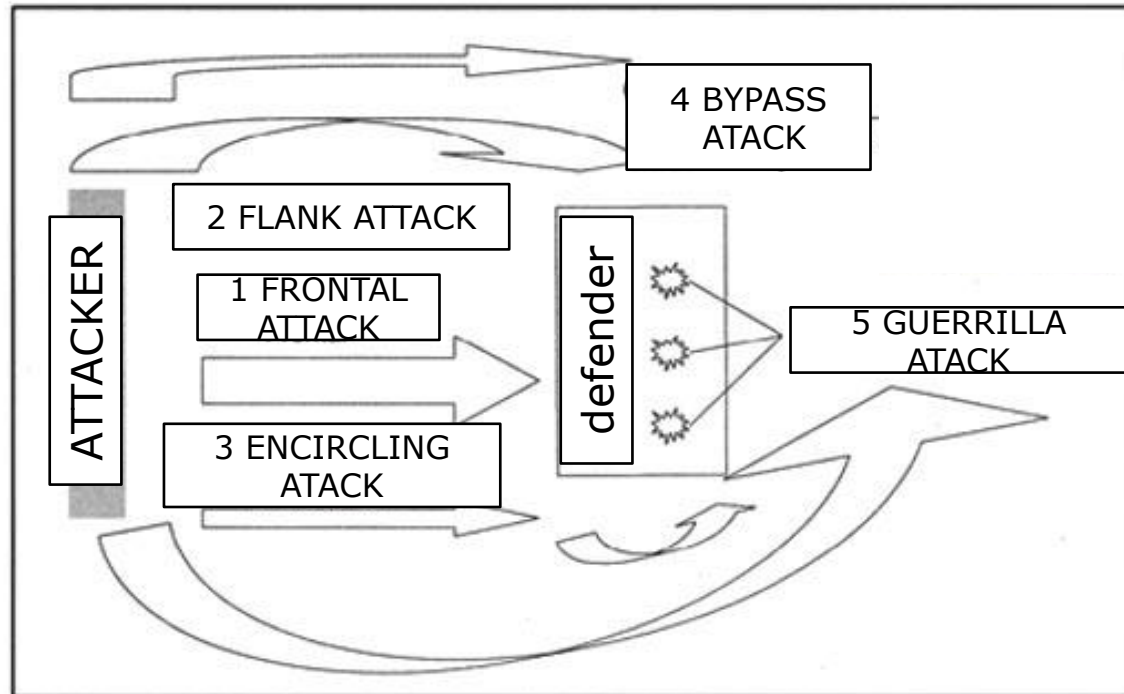 4 BYPASS
ATACK
2 FLANK ATTACK
ATTACKER
defender
1 FRONTAL
ATTACK
5 GUERRILLA
ATACK
3 ENCIRCLING
ATACK